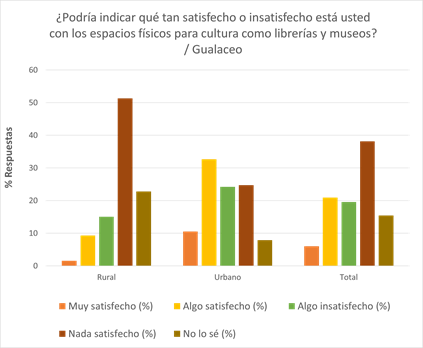 ¿Podría indicar qué tan satisfecho o insatisfecho está usted
con los espacios físicos para cultura como librerías y museos?
/ Gualaceo
% Respuestas
60
50
40
30
20
10
0
Rural
Urbano
Total
Muy satisfecho (%)
Algo satisfecho (%)
Algo insatisfecho (%)
Nada satisfecho (%)
No lo sé (%)